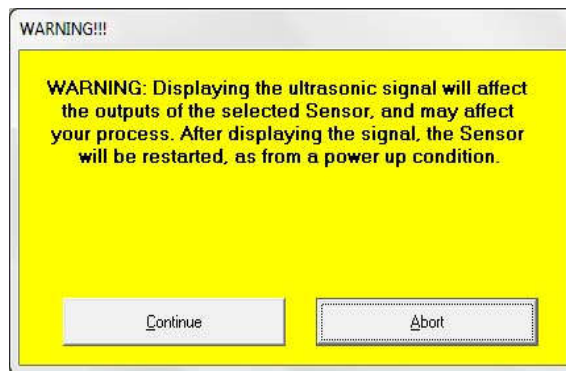 WARNING!!!
WARNING: Displaying the ultrasonic signal will affect
the outputs of the selected Sensor, and may affect
your process. After displaying the signal, the Sensor
will be restarted, as from a power up condition.
Continue
Abort